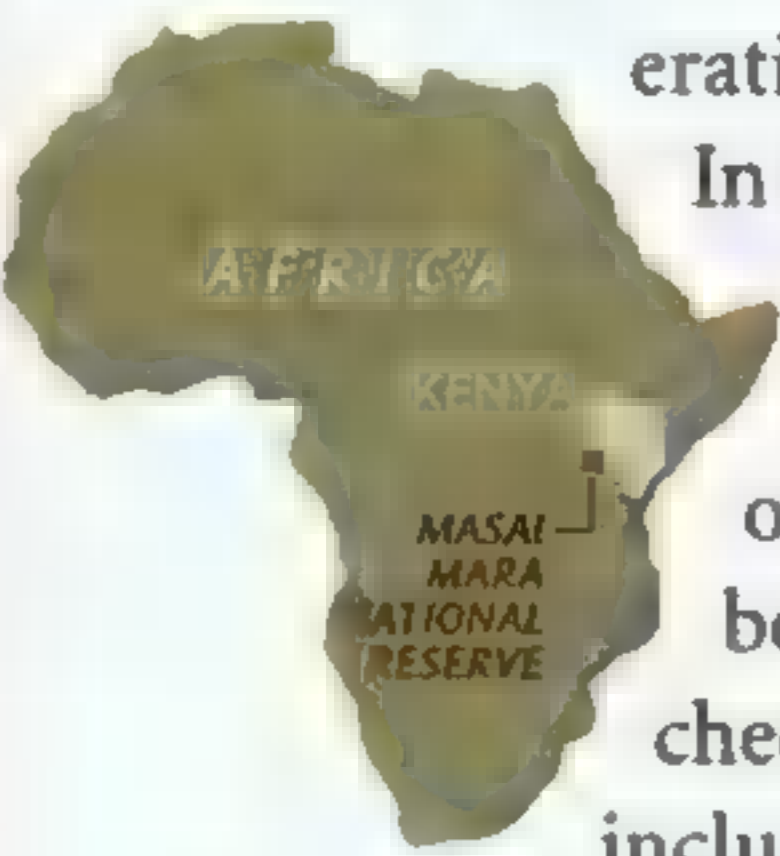 erati
In
AFRICA
KENYA
MASAI
MARA
ATIONAL
RESERVE
o
be
che
inclu